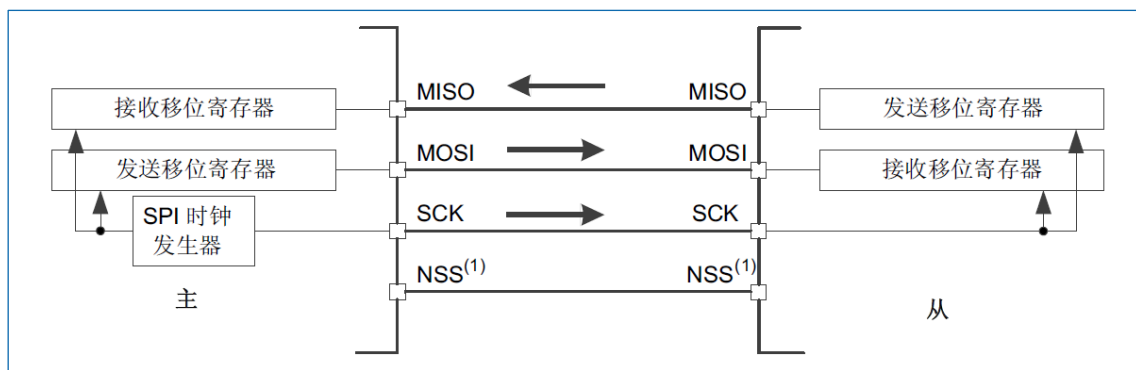 MISO MISO
接收移位寄存器 发送移位寄存器
MOSI MOSI
发送移位寄存器 接收移位寄存器
SPI 时钟
发生器
SCK SCK
NSS(1) NSS(1)
主 从